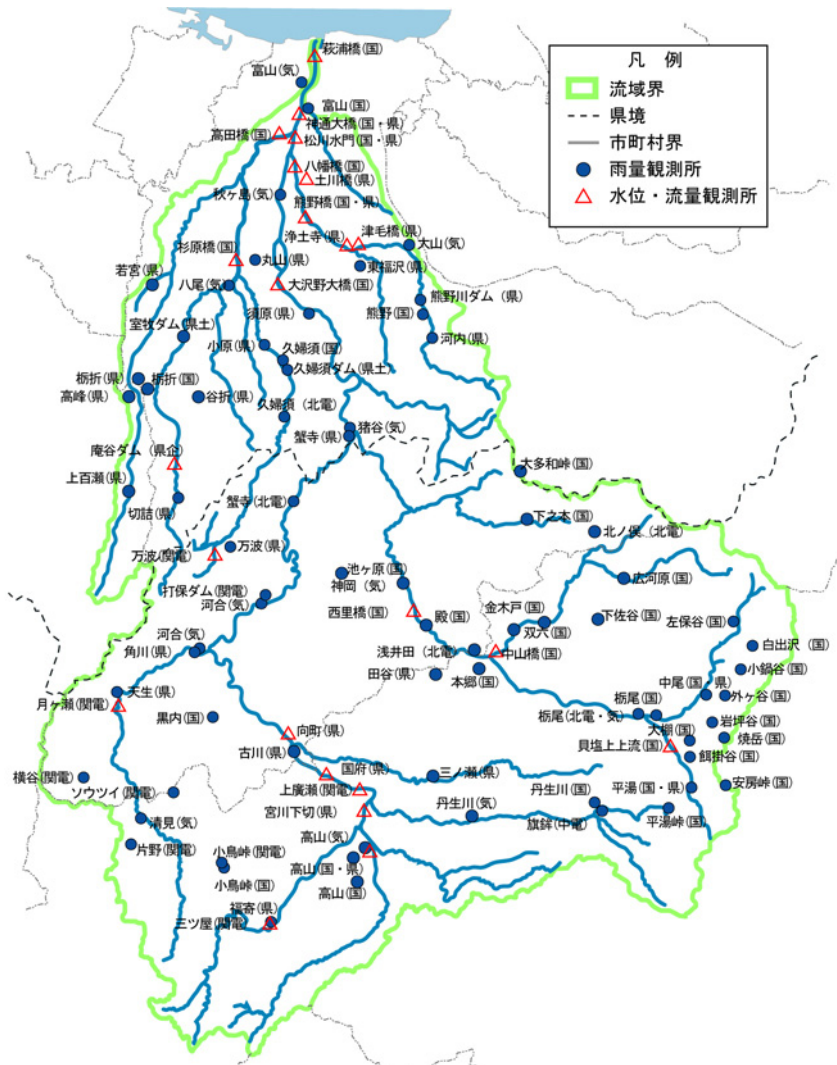 萩浦橋(国)
凡 例
流域界
県境
市町村界
雨量観測所
水位・流量観測所
富山(気)
富山(国)
神通大橋(国・県)
高田橋(国)
松川水門(国・県)
八幡橋(国)
土川橋(県)
秋ヶ島(気)
熊野橋(国・県)
津毛橋(県)
浄土寺(県)
大山(気)
杉原橋(国)
丸山(県)
東福沢(県)
若宮(県)
八尾(気)
大沢野大橋(国)
熊野川ダム(県)
須原(県)
熊野(国)
室牧ダム(県土)
小原(県)
久婦須(国)
河内(県)
久婦須ダム(県土)
栃折(県)
栃折(国)
高峰(県)
谷折(県)
久婦須(北電)
猪谷(気)
蟹寺(県)
庵谷ダム(県企)
大多和峠(国)
上百瀬(県)
切詰(県)
蟹寺(北電)
下之本(国)
北ノ俣(北電)
万波(県)
万波(関電)
池ヶ原(国)
神岡(気)
広河原(国)
打保ダム(関電)
河合(気)
西里橋(国)
殿(国)
金木戸(国)
双六(国)
下佐谷(国)
左保谷(国)
河合(気)
角川(県)
浅井田(北電)
中山橋(国)
白出沢(国)
田谷(県)
本郷(国)
小鍋谷(国)
天生(県)
月ヶ瀬(関電)
中尾(国・県)
外ヶ谷(国)
黒内(国)
栃尾(国)
栃尾(北電・気)
大棚(国)
岩坪谷(国)
向町(県)
貝塩上上流(国)
焼岳(国)
古川(県)
餌掛谷(国)
横谷(関電)
国府(県)
三ノ瀬(県)
ソウツイ(関電)
上廣瀬(関電)
丹生川(国)
平湯(国・県)
安房峠(国)
宮川下切(県)
丹生川(気)
清見(気)
旗鉾(中電)
平湯峠(国)
高山(気)
片野(関電)
小鳥峠(関電)
高山(国・県)
小鳥峠(国)
高山(国)
福寄(県)
三ツ屋(関電)